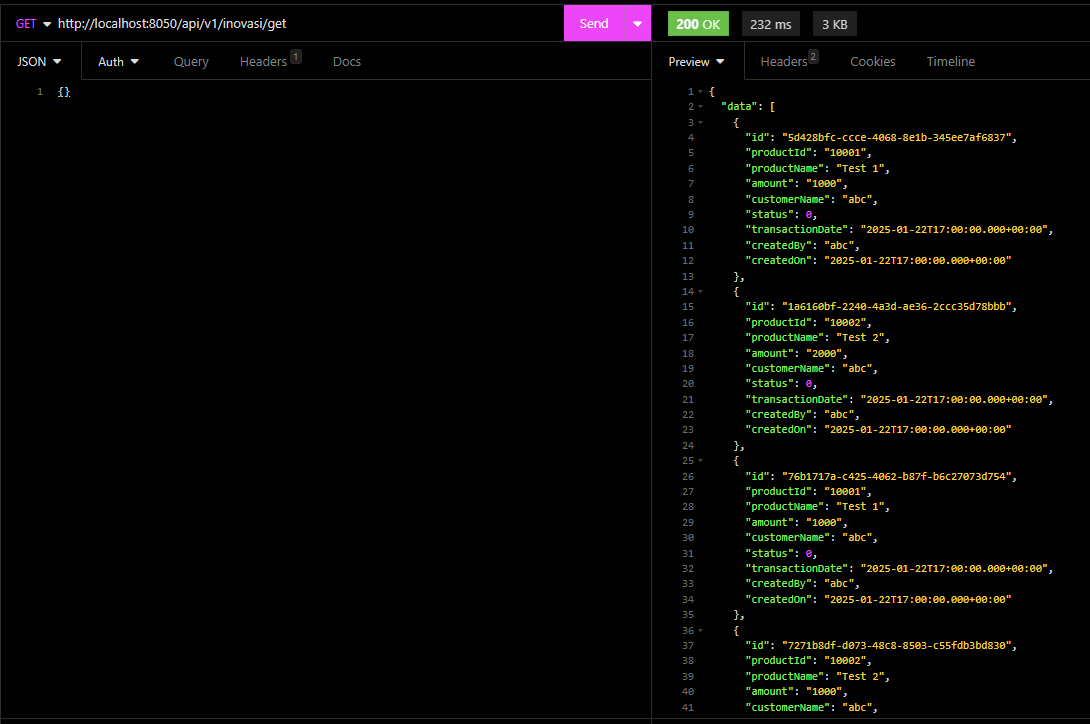 GET http://localhost:8050/api/v1/inovasi/get Send 200 OK 232 ms 3 KB
JSON Auth Query Headers 1 Docs Preview Headers 2 Cookies Timeline
1 {}
1 {
2 "data": [
3 {
4 "id": "5d428bfc-ccce-4068-8e1b-345ee7af6837",
5 "productId": "10001",
6 "productName": "Test 1",
7 "amount": "1000",
8 "customerName": "abc",
9 "status": 0,
10 "transactionDate": "2025-01-22T17:00:00.000+00:00",
11 "createdBy": "abc",
12 "createdOn": "2025-01-22T17:00:00.000+00:00"
13 },
14 {
15 "id": "1a6160bf-2240-4a3d-ae36-2ccc35d78bbb",
16 "productId": "10002",
17 "productName": "Test 2",
18 "amount": "2000",
19 "customerName": "abc",
20 "status": 0,
21 "transactionDate": "2025-01-22T17:00:00.000+00:00",
22 "createdBy": "abc",
23 "createdOn": "2025-01-22T17:00:00.000+00:00"
24 },
25 {
26 "id": "76b1717a-c425-4062-b87f-b6c27073d754",
27 "productId": "10001",
28 "productName": "Test 1",
29 "amount": "1000",
30 "customerName": "abc",
31 "status": 0,
32 "transactionDate": "2025-01-22T17:00:00.000+00:00",
33 "createdBy": "abc",
34 "createdOn": "2025-01-22T17:00:00.000+00:00"
35 },
36 {
37 "id": "7271b8df-d073-48c8-8503-c55fdb3bd830",
38 "productId": "10002",
39 "productName": "Test 2",
40 "amount": "1000",
41 "customerName": "abc",